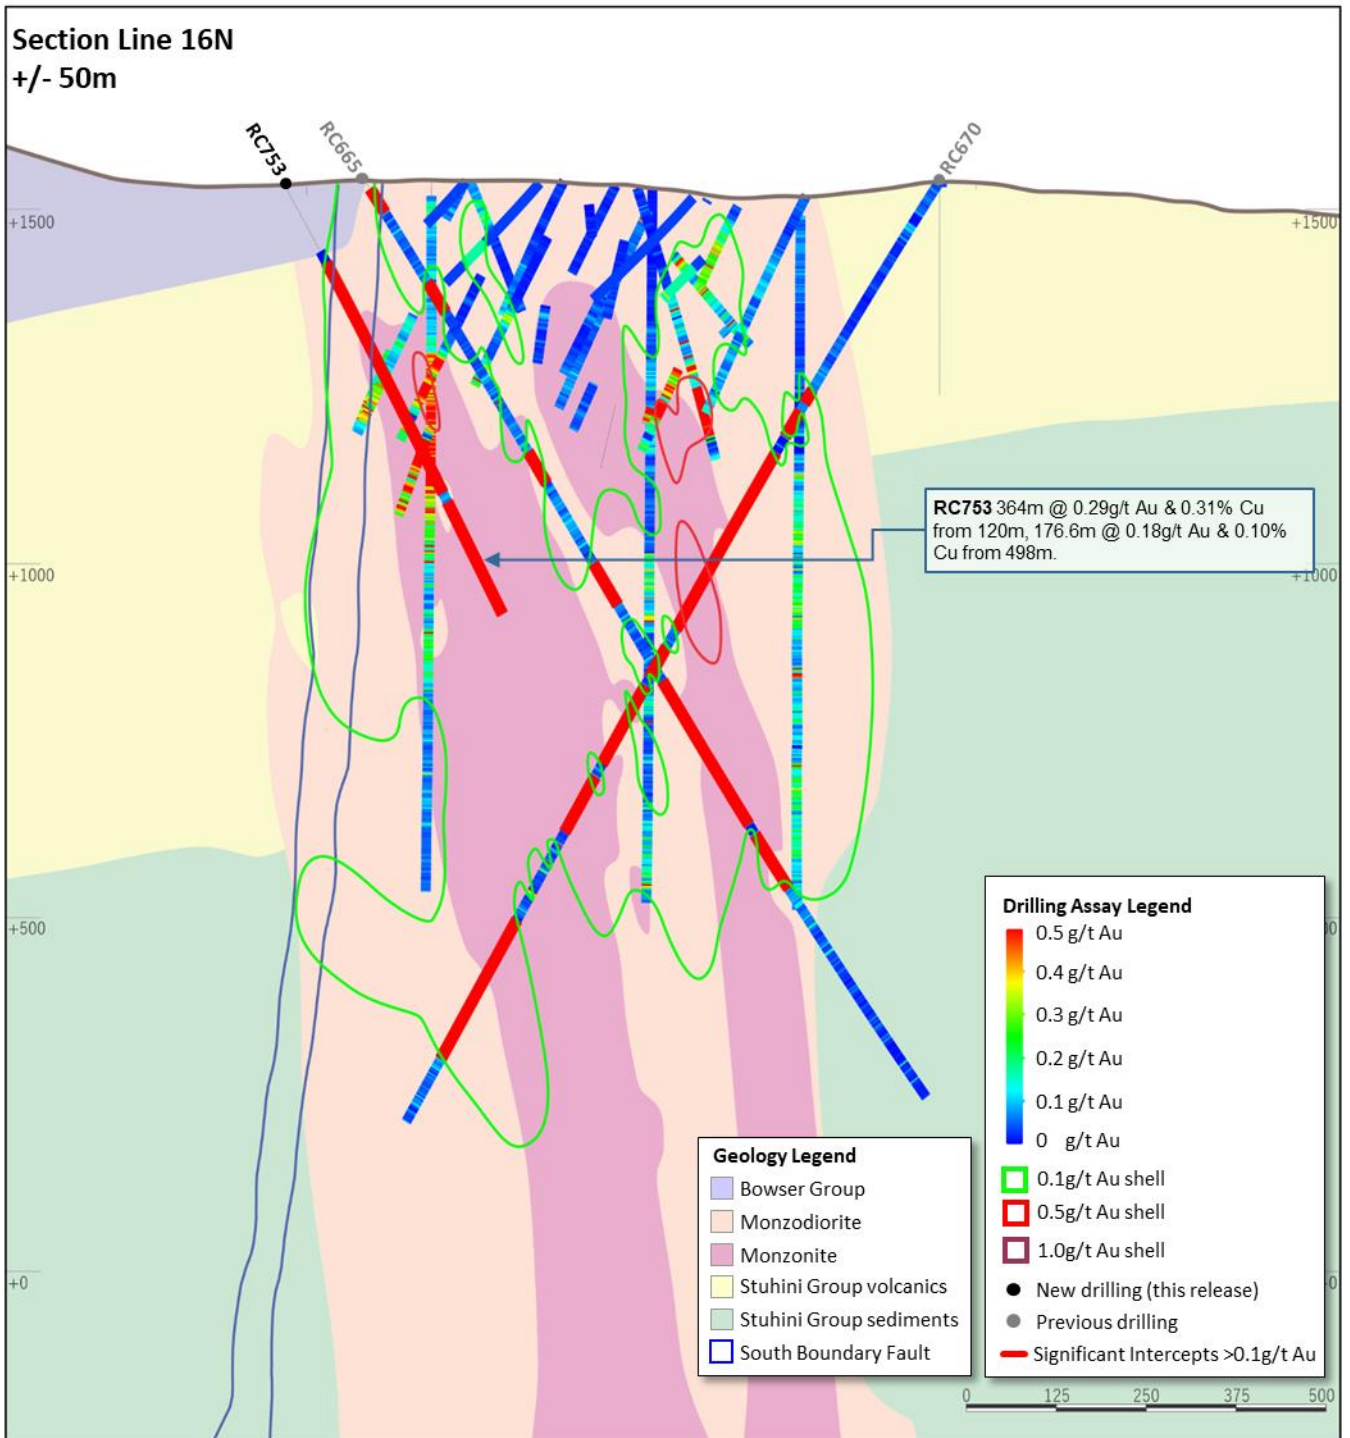 Section Line 16N
+/- 50m
RC753
RC665
RC670
+1500
+1500
RC753 364m @ 0.29g/t Au & 0.31% Cu
from 120m, 176.6m @ 0.18g/t Au & 0.10%
Cu from 498m.
+1000
+1000
+500
00
+0
0
Drilling Assay Legend
0.5 g/t Au
0.4 g/t Au
0.3 g/t Au
0.2 g/t Au
0.1 g/t Au
0 g/t Au
0.1g/t Au shell
0.5g/t Au shell
1.0g/t Au shell
New drilling (this release)
Previous drilling
Significant Intercepts >0.1g/t Au
Geology Legend
Bowser Group
Monzodiorite
Monzonite
Stuhini Group volcanics
Stuhini Group sediments
South Boundary Fault
0 125 250 375 500